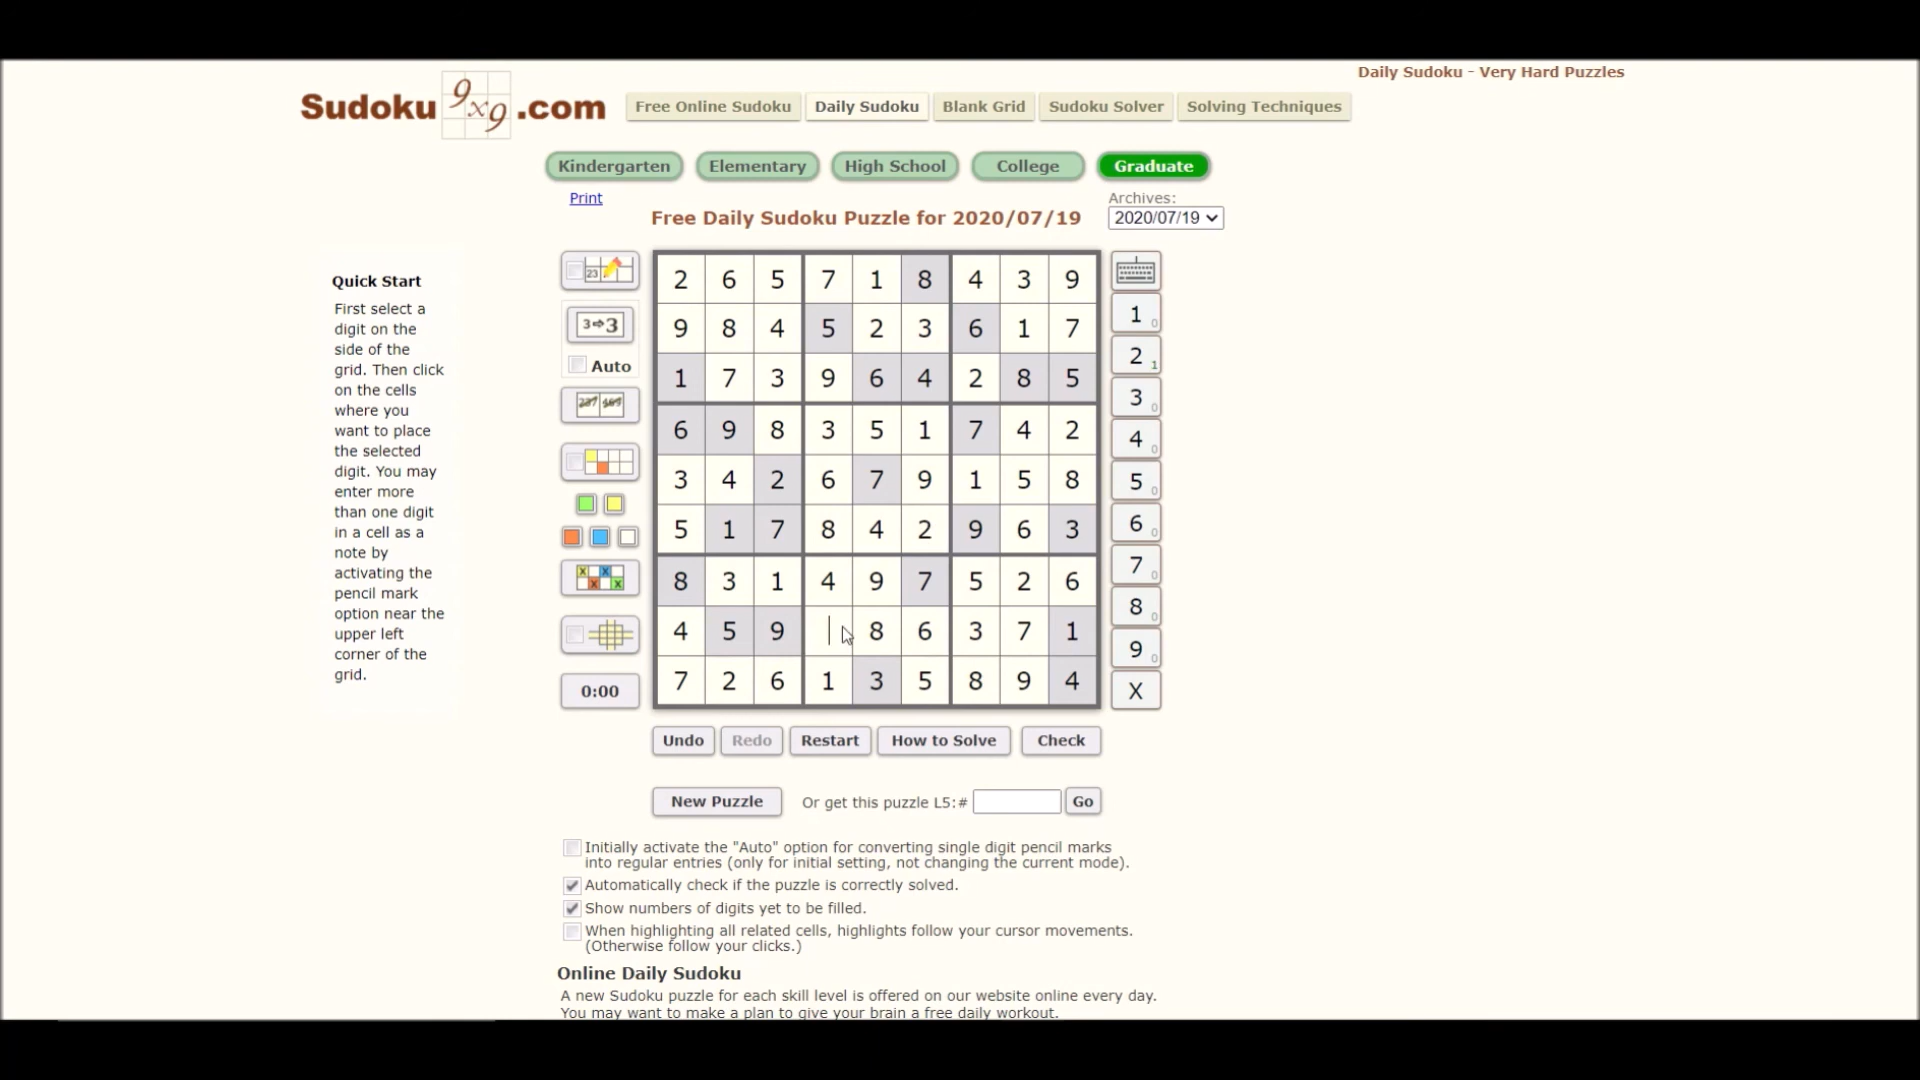 Daily Sudoku - Very Hard Puzzles
Sudoku 9x9 .com
Free Online Sudoku Daily Sudoku Blank Grid Sudoku Solver Solving Techniques
Kindergarten Elementary High School College Graduate
Print
Archives:
Free Daily Sudoku Puzzle for 2020/07/19
2020/07/19
Quick Start
First select a
digit on the
side of the
grid. Then click
on the cells
where you
want to place
the selected
digit. You may
enter more
than one digit
in a cell as a
note by
activating the
pencil mark
option near the
upper left
corner of the
grid.
23
3⇨3
Auto
0:00
2 6 5 7 1 8 4 3 9
9 8 4 5 2 3 6 1 7
1 7 3 9 6 4 2 8 5
6 9 8 3 5 1 7 4 2
3 4 2 6 7 9 1 5 8
5 1 7 8 4 2 9 6 3
8 3 1 4 9 7 5 2 6
4 5 9 8 6 3 7 1
7 2 6 1 3 5 8 9 4
1 0
2 1
3 0
4 0
5 0
6 0
7 0
8 0
9 0
X
Undo Redo Restart How to Solve Check
New Puzzle Or get this puzzle L5:# Go
Initially activate the "Auto" option for converting single digit pencil marks
into regular entries (only for initial setting, not changing the current mode).
Automatically check if the puzzle is correctly solved.
Show numbers of digits yet to be filled.
When highlighting all related cells, highlights follow your cursor movements.
(Otherwise follow your clicks.)
Online Daily Sudoku
A new Sudoku puzzle for each skill level is offered on our website online every day.
You may want to make a plan to give your brain a free daily workout.